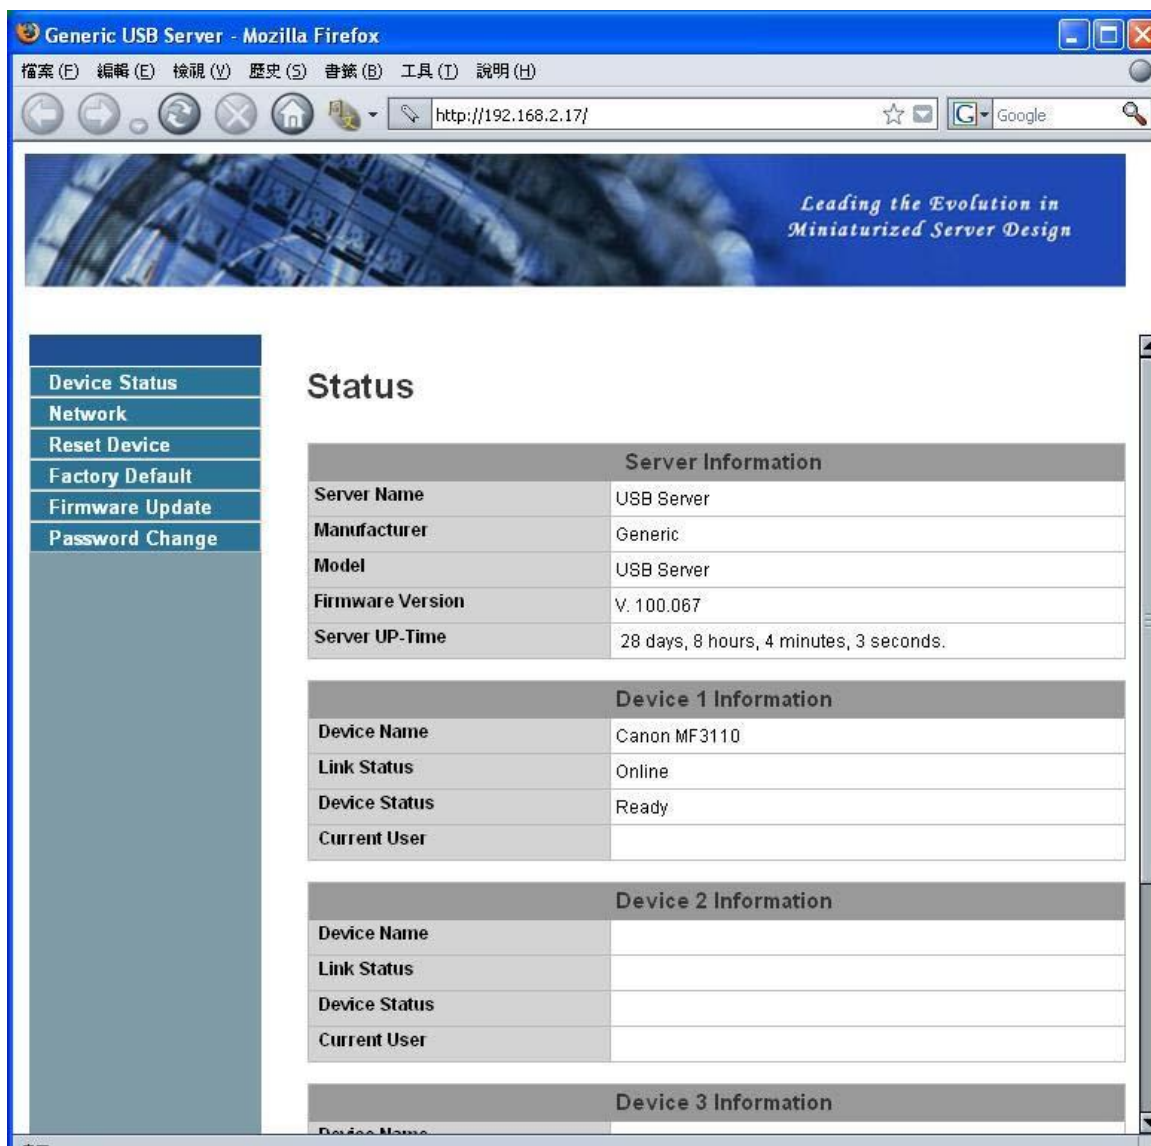 Generic USB Server - Mozilla Firefox
檔案(F) 編輯(E) 檢視(V) 歷史(S) 書籤(B) 工具(T) 說明(H)
http://192.168.2.17/
G Google
Leading the Evolution in
Miniaturized Server Design
Device Status
Network
Reset Device
Factory Default
Firmware Update
Password Change
Status
Server Information
Server Name USB Server
Manufacturer Generic
Model USB Server
Firmware Version V. 100.067
Server UP-Time 28 days, 8 hours, 4 minutes, 3 seconds.
Device 1 Information
Device Name Canon MF3110
Link Status Online
Device Status Ready
Current User
Device 2 Information
Device Name
Link Status
Device Status
Current User
Device 3 Information
Device Name